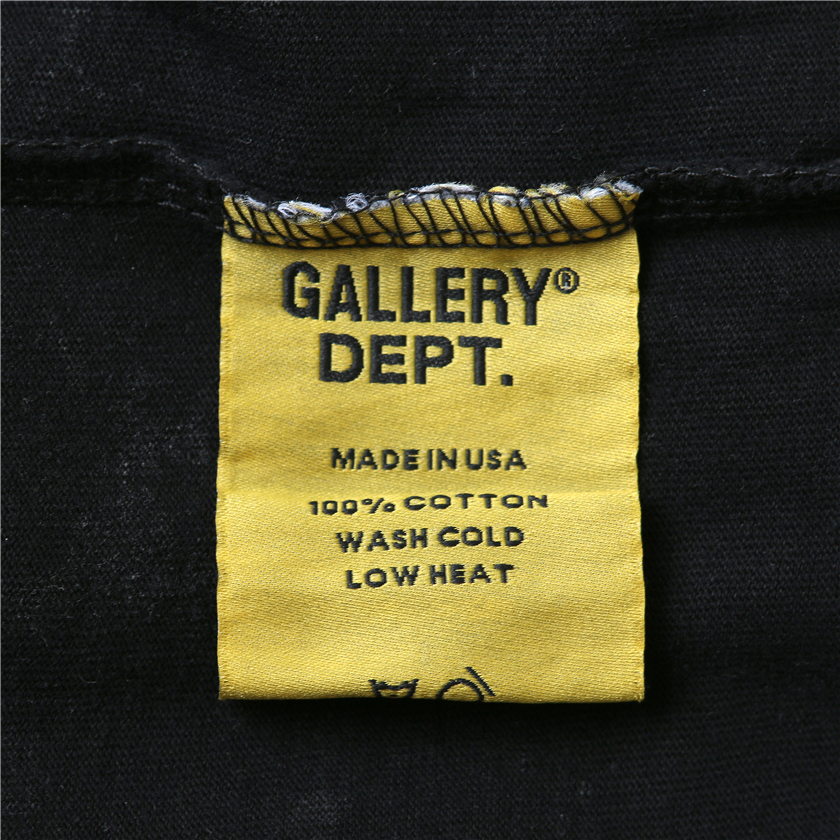 GALLERY®
DEPT.
MADE IN USA
100% COTTON
WASH COLD
LOW HEAT